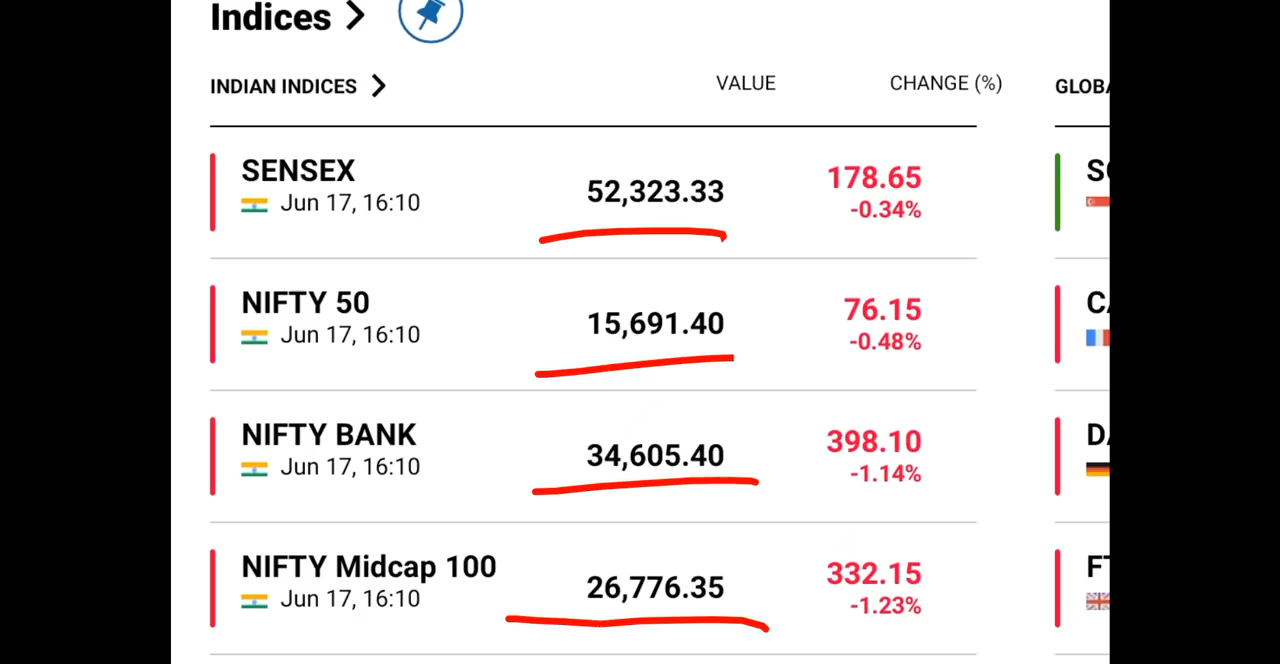 Indices
INDIAN INDICES VALUE CHANGE (%)
SENSEX
Jun 17, 16:10
52,323.33
178.65
-0.34%
NIFTY 50
Jun 17, 16:10
15,691.40
76.15
-0.48%
NIFTY BANK
Jun 17, 16:10
34,605.40
398.10
-1.14%
NIFTY Midcap 100
Jun 17, 16:10
26,776.35
332.15
-1.23%